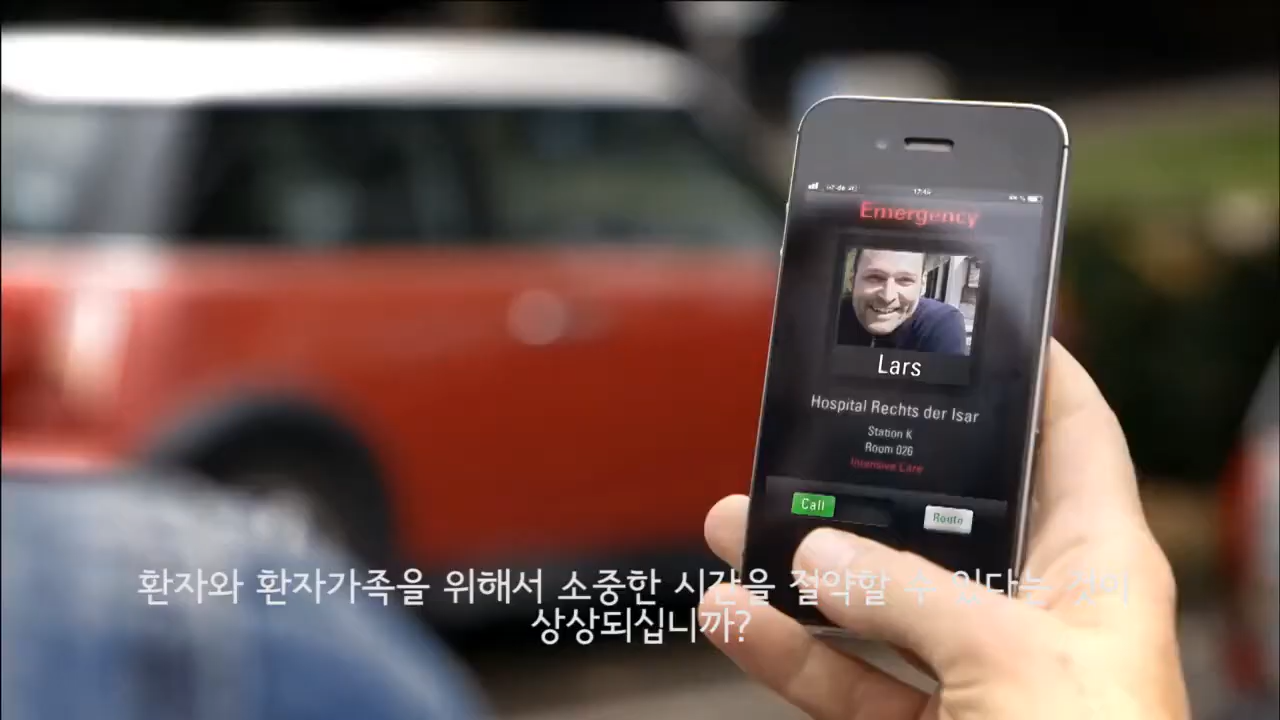 17:46
Emergency
Lars
Hospital Rechts der Isar
Station K
Room 026
Intensive Care
Call
Route
환자와 환자가족을 위해서 소중한 시간을 절약할 수 있다는 것이
상상되십니까?